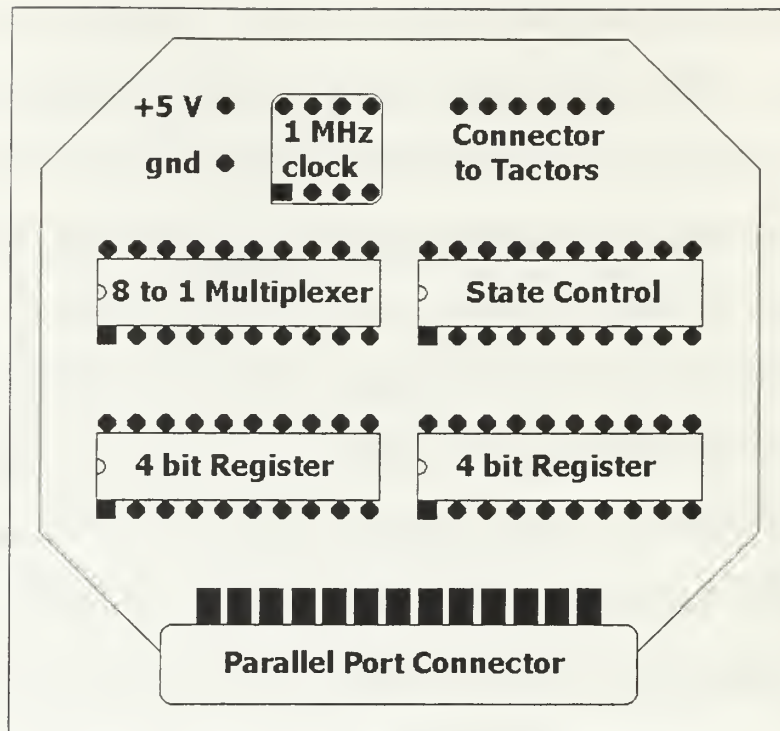 +5 V
gnd
1 MHz
clock
Connector
to Tactors
8 to 1 Multiplexer
State Control
4 bit Register
4 bit Register
Parallel Port Connector